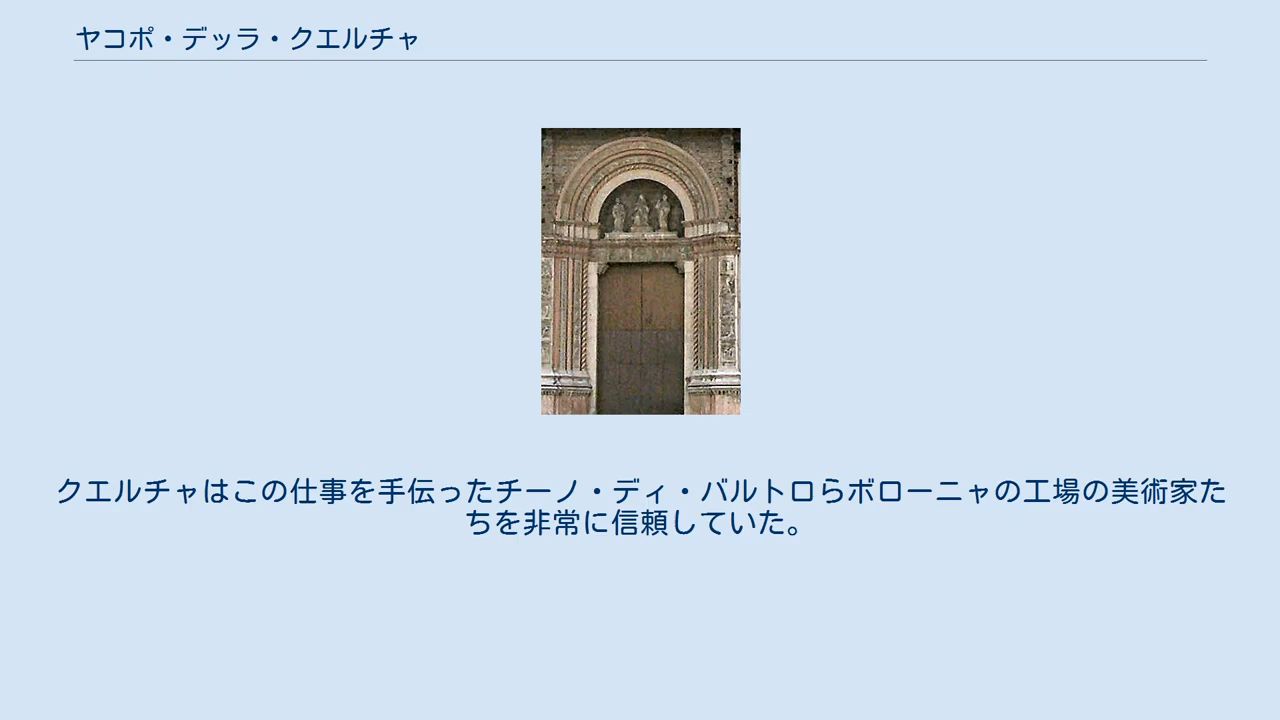 ヤコポ・デッラ・クエルチャ
クエルチャはこの仕事を手伝ったチーノ・ディ・バルトロらボローニャの工場の美術家た
ちを非常に信頼していた。